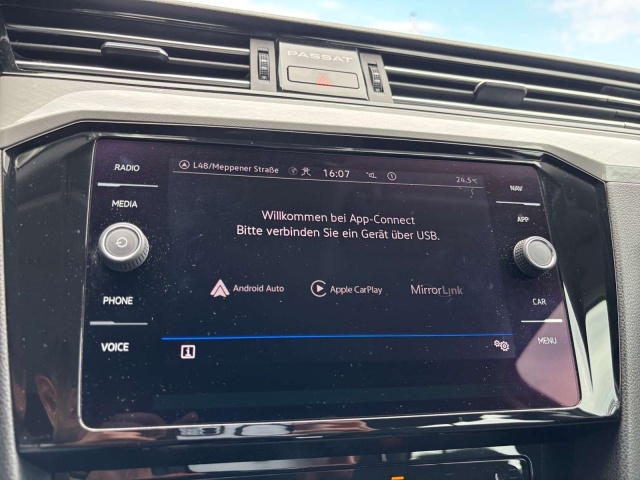 PASSAT
RADIO
MEDIA
PHONE
VOICE
L48/Meppener Straße
16:07
24.5°C
Willkommen bei App-Connect
Bitte verbinden Sie ein Gerät über USB.
Android Auto
Apple CarPlay
MirrorLink
NAV
APP
CAR
MENU